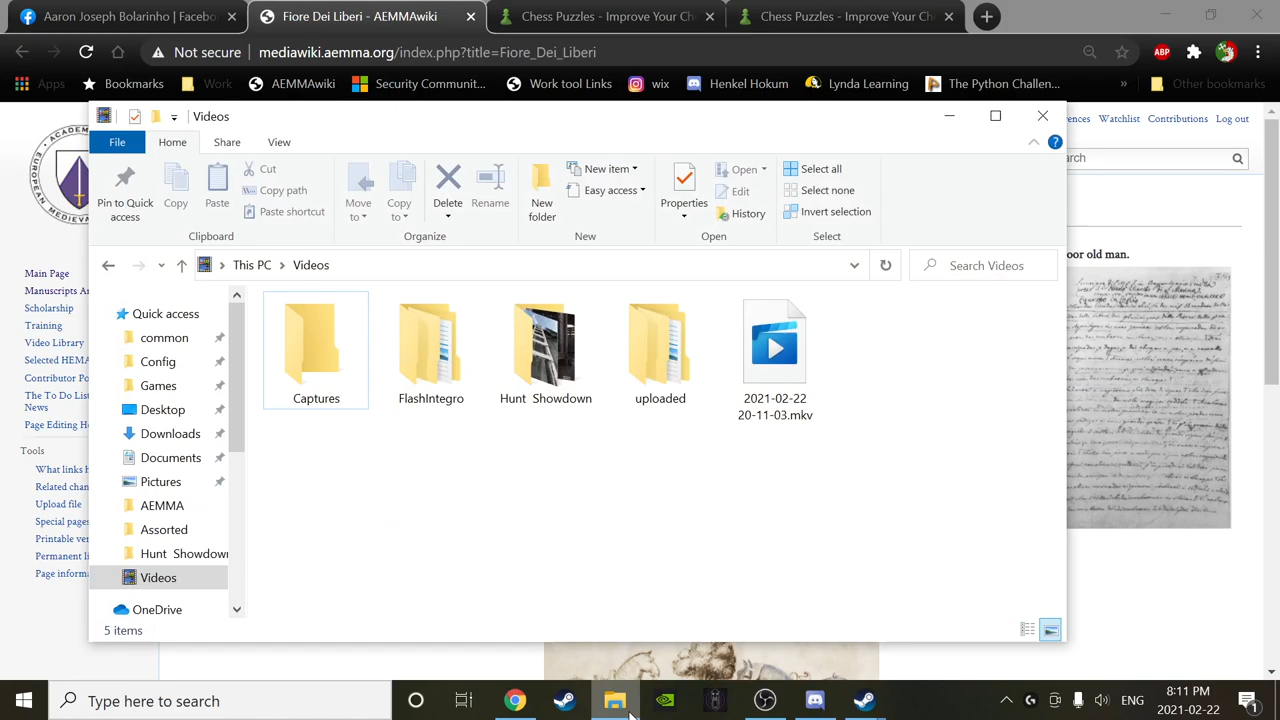 Aaron Joseph Bolarinho | Faceb
Fiore Dei Liberi - AEMMAwiki
Chess Puzzles - Improve Your Ch
Chess Puzzles - Improve Your Ch
Not secure
mediawiki.aemma.org/index.php?title=Fiore_Dei_Liberi
ABP
Apps
Bookmarks
Work
AEMMAwiki
Security Communit...
Work tool Links
wix
Henkel Hokum
Lynda Learning
The Python Challen...
»
Other bookmarks
Videos
ences
Watchlist
Contributions
Log out
File
Home
Share
View
arch
Pin to Quick access
Copy
Paste
Cut
Copy path
Paste shortcut
Move to
Copy to
Delete
Rename
New folder
New item
Easy access
Properties
Open
Edit
History
Select all
Select none
Invert selection
Clipboard
Organize
New
Open
Select
This PC
Videos
Search Videos
oor old man.
Main Page
Manuscripts Ar
Scholarship
Training
Video Library
Selected HEMA
Contributor Po
The To Do List
News
Page Editing He
Tools
What links h
Related chan
Upload file
Special pages
Printable ver
Permanent li
Page informa
Quick access
common
Config
Games
Desktop
Downloads
Documents
Pictures
AEMMA
Assorted
Hunt Showdown
Videos
OneDrive
Captures
FlashIntegro
Hunt Showdown
uploaded
2021-02-22
20-11-03.mkv
5 items
Type here to search
ENG
8:11 PM
2021-02-22
1